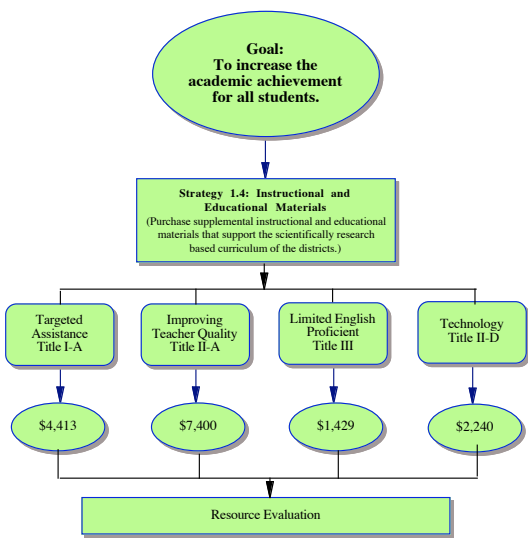 Goal:
To increase the
academic achievement
for all students.
Strategy 1.4: Instructional and
Educational Materials
(Purchase supplemental instructional and educational
materials that support the scientifically research
based curriculum of the districts.)
Targeted
Assistance
Title I-A
Improving
Teacher Quality
Title II-A
Limited English
Proficient
Title III
Technology
Title II-D
$4,413
$7,400
$1,429
$2,240
Resource Evaluation